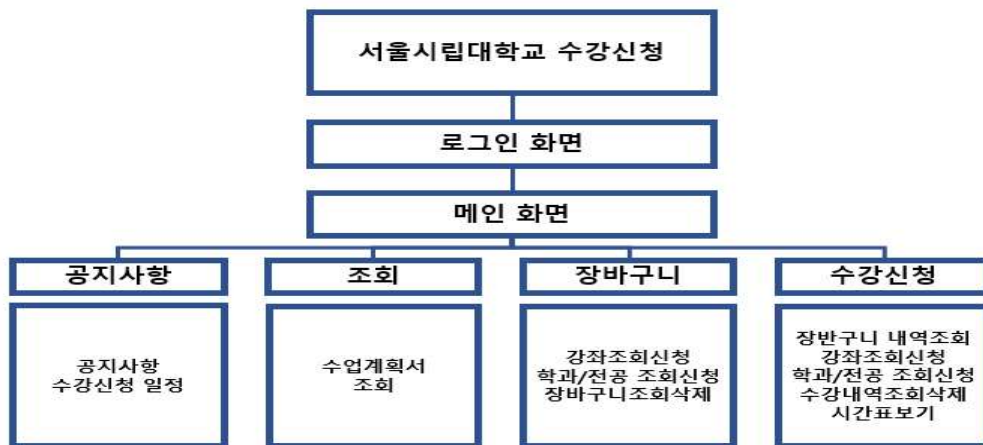 서울시립대학교 수강신청
로그인 화면
메인 화면
공지사항
조회
장바구니
수강신청
공지사항
수강신청 일정
수업계획서
조회
강좌조회신청
학과/전공 조회신청
장바구니조회삭제
장반구니 내역조회
강좌조회신청
학과/전공 조회신청
수강내역조회삭제
시간표보기